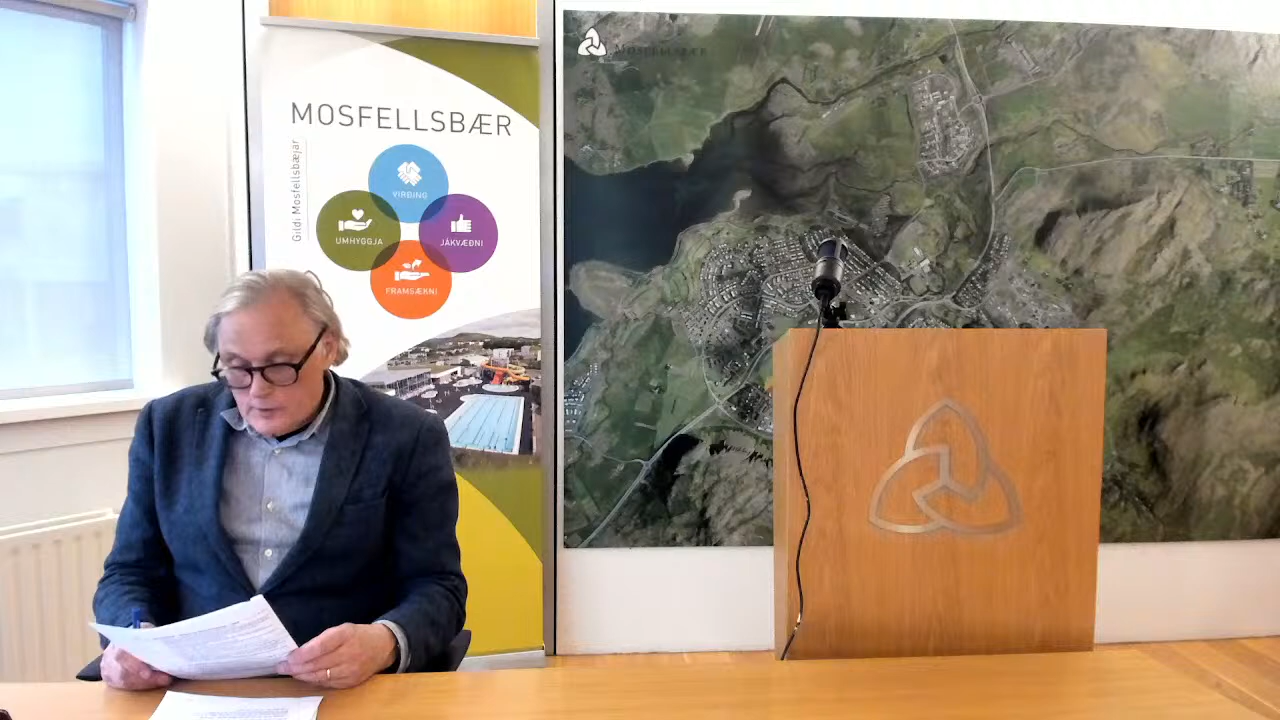 MOSFELLSBÆR
MOSFELLSBÆR
Gildi Mosfellsbæjar
VIRÐING
UMHYGGJA
JÁKVÆÐNI
FRAMSÆKNI